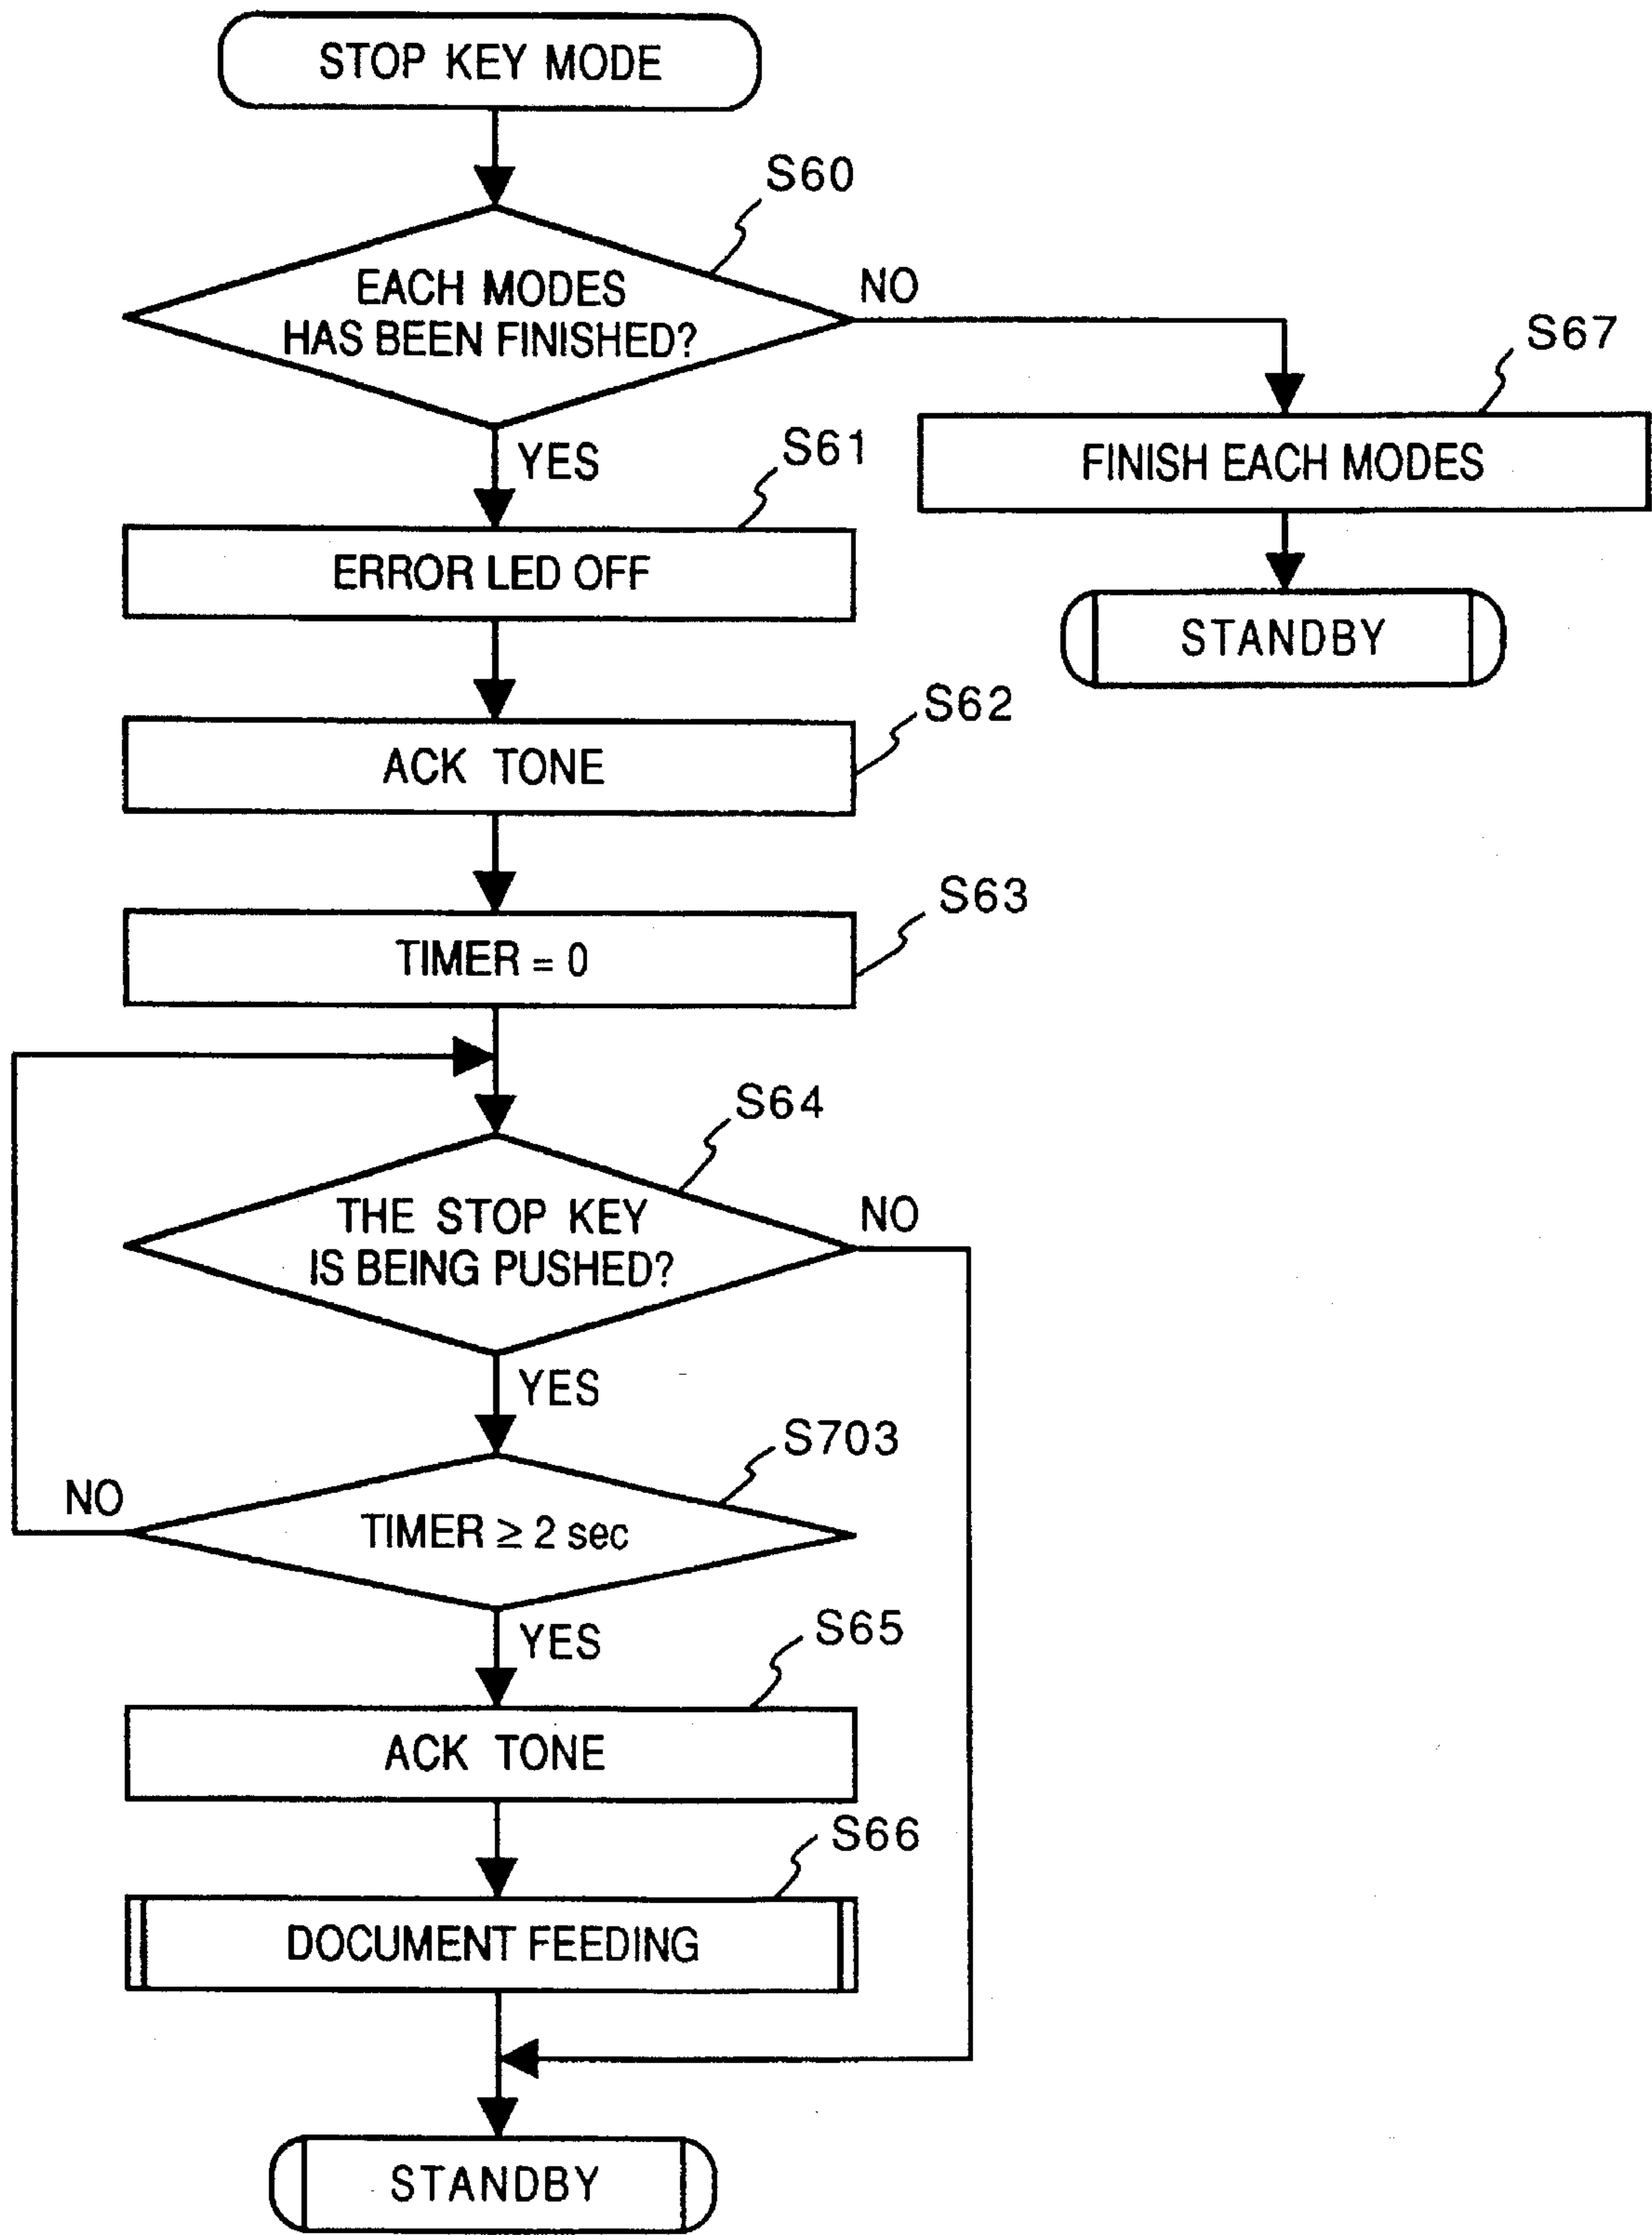 STOP KEY MODE
S60
EACH MODES
HAS BEEN FINISHED?
NO
S67
FINISH EACH MODES
STANDBY
YES
S61
ERROR LED OFF
S62
ACK TONE
S63
TIMER = 0
S64
THE STOP KEY
IS BEING PUSHED?
NO
YES
S703
NO
TIMER ≥ 2 sec
YES
S65
ACK TONE
S66
DOCUMENT FEEDING
STANDBY